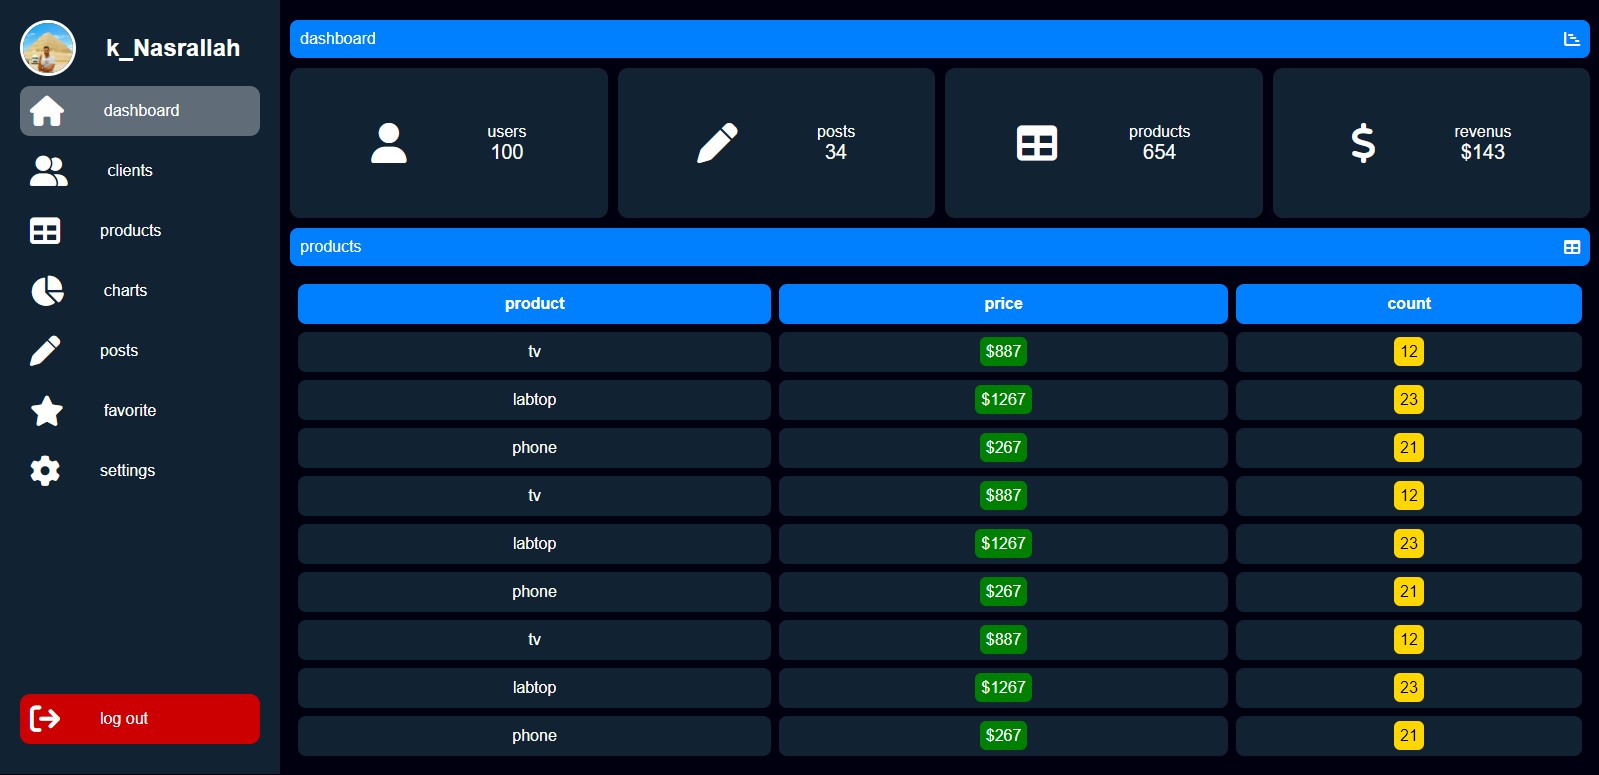 k_Nasrallah
dashboard
clients
products
charts
posts
favorite
settings
log out
dashboard
users
100
posts
34
products
654
revenus
$143
products
product price count
tv $887 12
labtop $1267 23
phone $267 21
tv $887 12
labtop $1267 23
phone $267 21
tv $887 12
labtop $1267 23
phone $267 21